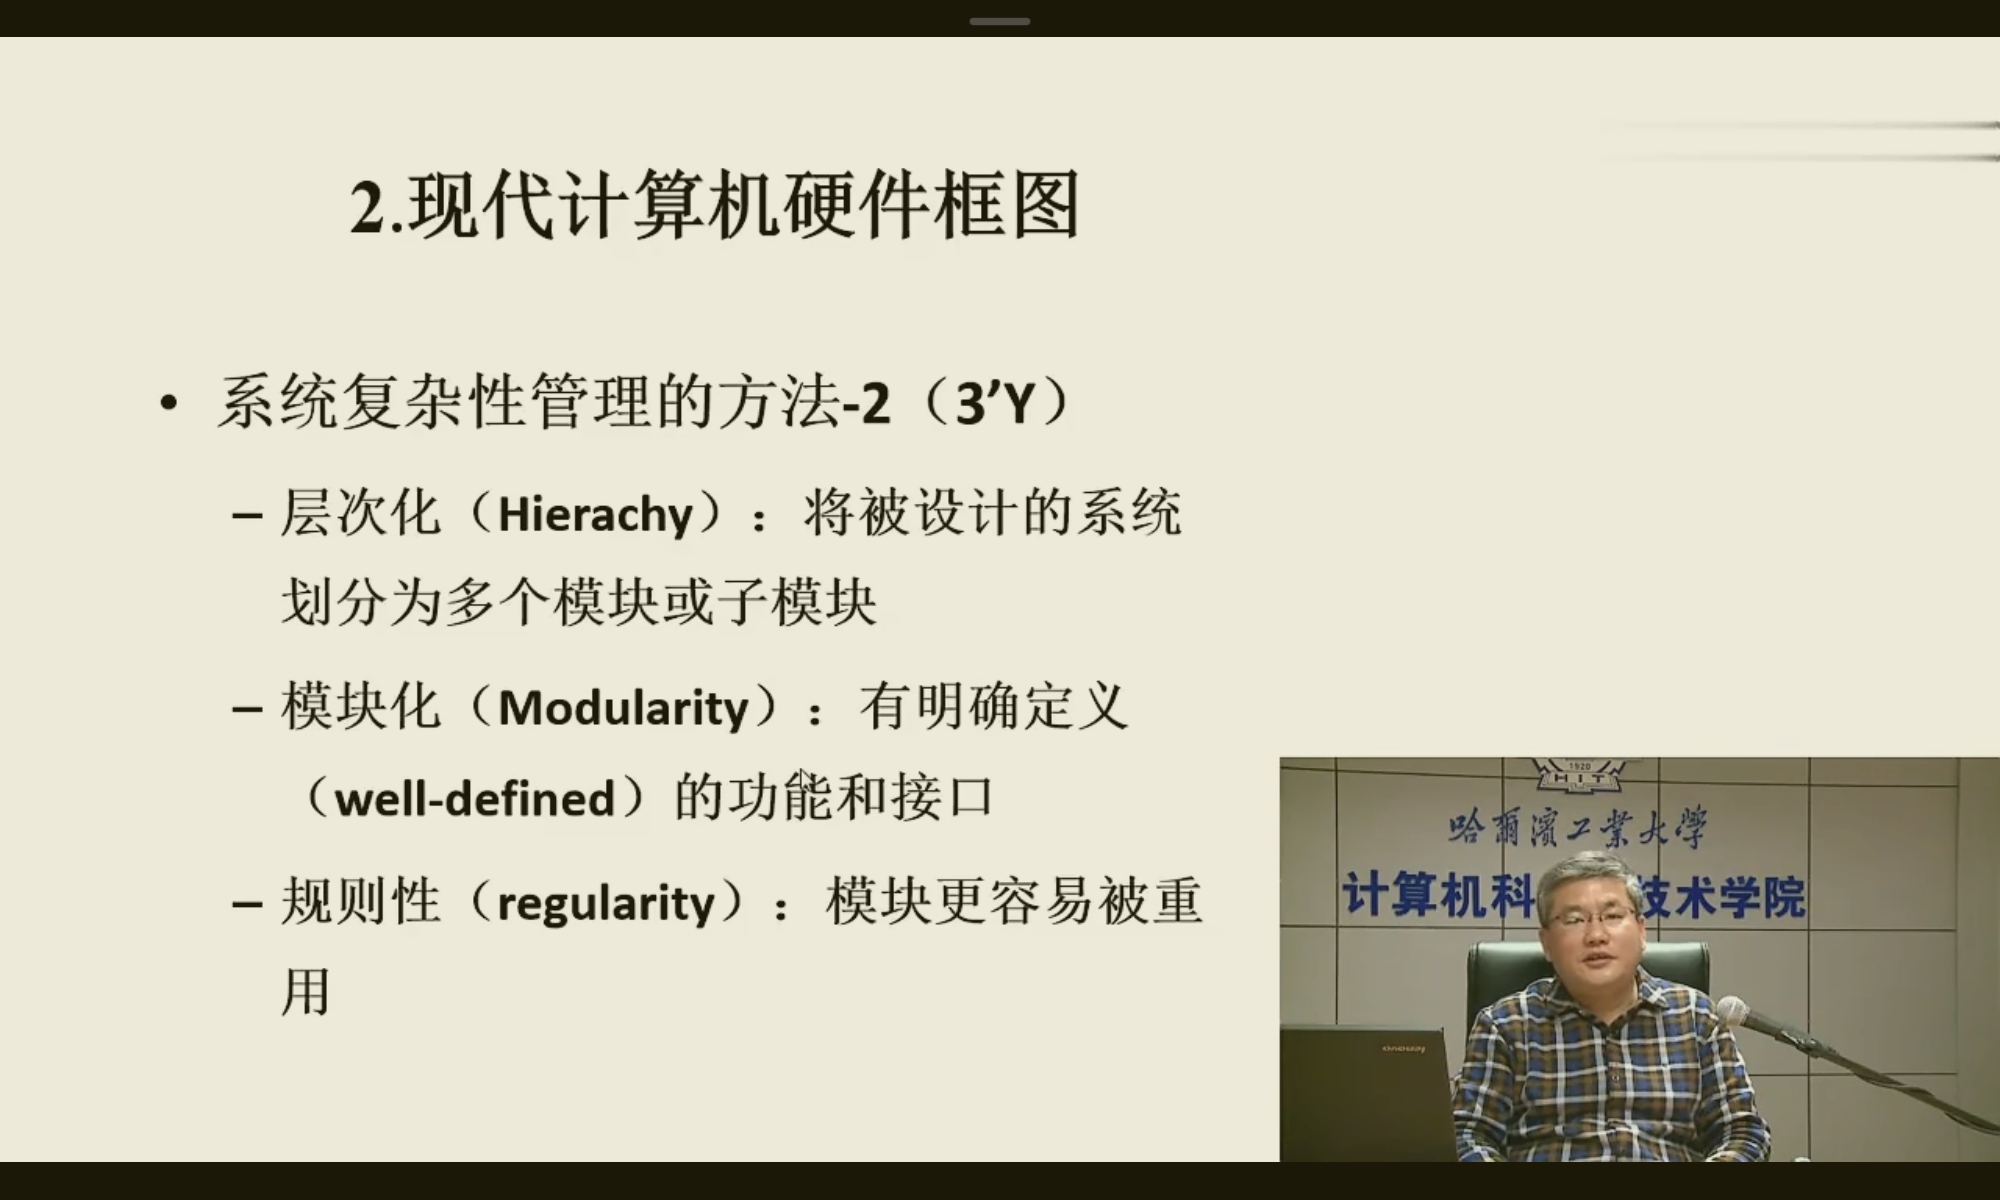 2.现代计算机硬件框图
• 系统复杂性管理的方法-2（3’Y）
– 层次化（Hierachy）：将被设计的系统
划分为多个模块或子模块
– 模块化（Modularity）：有明确定义
（well-defined）的功能和接口
– 规则性（regularity）：模块更容易被重
用
1920
HIT
哈爾濱工業大學
计算机科 技术学院